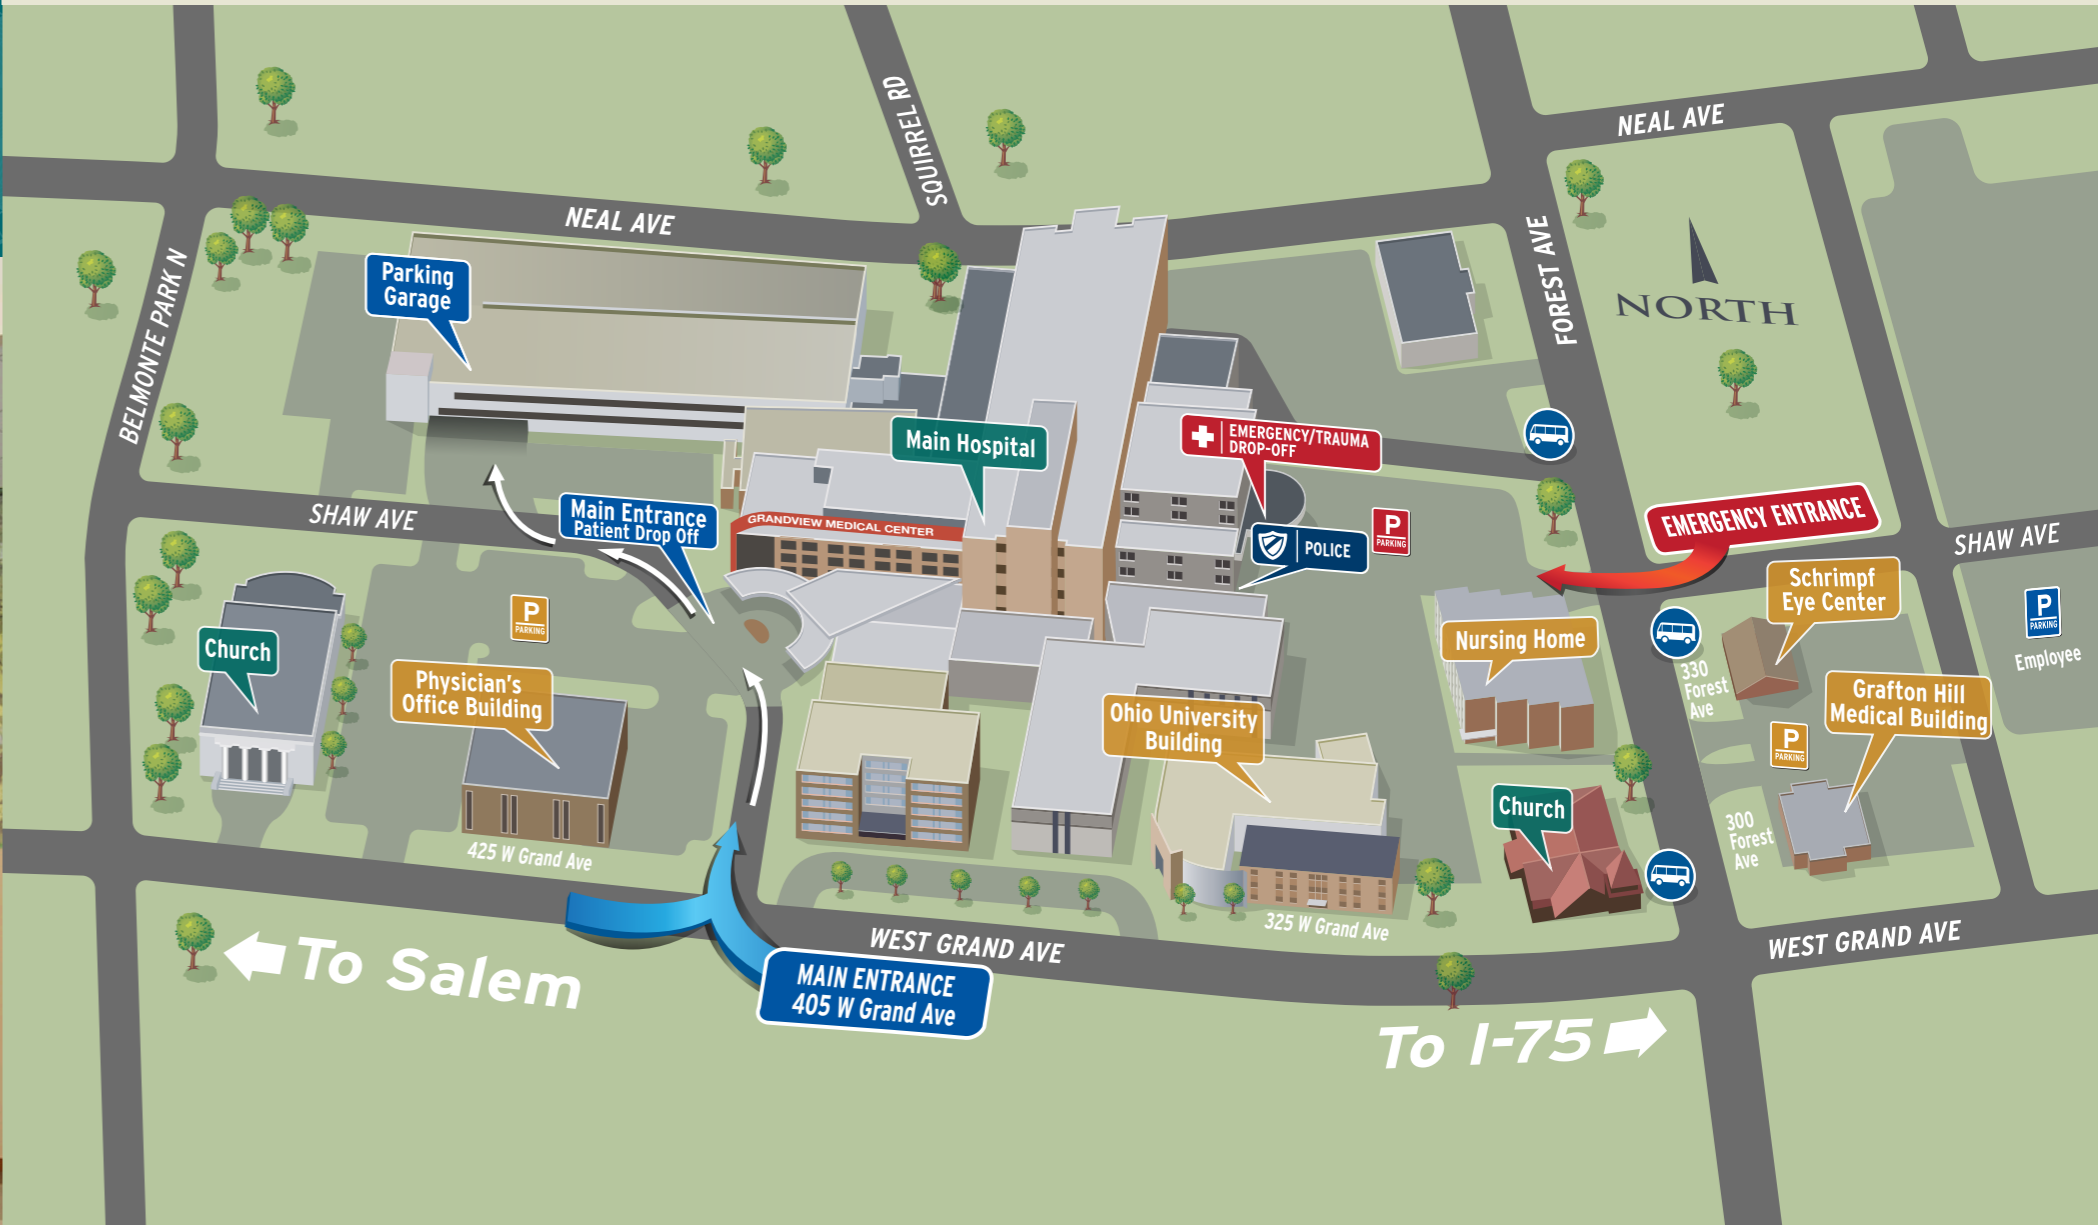 SQUIRREL RD
NEAL AVE
NEAL AVE
Parking
Garage
FOREST AVE
NORTH
BELMONTE PARK N
Main Hospital
EMERGENCY/TRAUMA
DROP-OFF
SHAW AVE
Main Entrance
Patient Drop Off
GRANDVIEW MEDICAL CENTER
POLICE
P
PARKING
EMERGENCY ENTRANCE
SHAW AVE
Schrimpf
Eye Center
P
PARKING
Employee
P
PARKING
Church
Physician's
Office Building
Nursing Home
330
Forest
Ave
Grafton Hill
Medical Building
Ohio University
Building
P
PARKING
Church
300
Forest
Ave
425 W Grand Ave
325 W Grand Ave
WEST GRAND AVE
WEST GRAND AVE
To Salem
MAIN ENTRANCE
405 W Grand Ave
To I-75